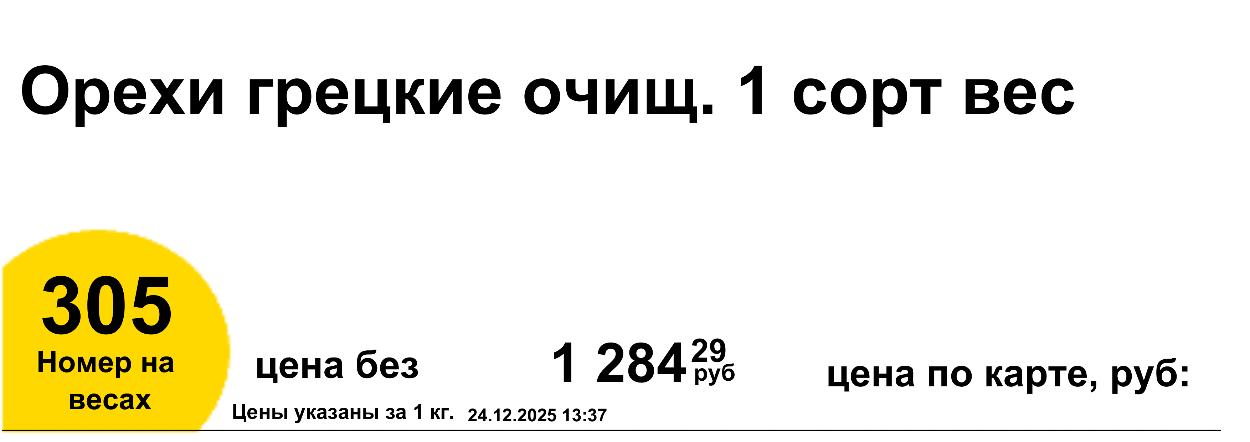 Орехи грецкие очищ. 1 сорт вес
305
Номер на
весах
цена без
1 284 29 руб
цена по карте, руб:
Цены указаны за 1 кг. 24.12.2025 13:37